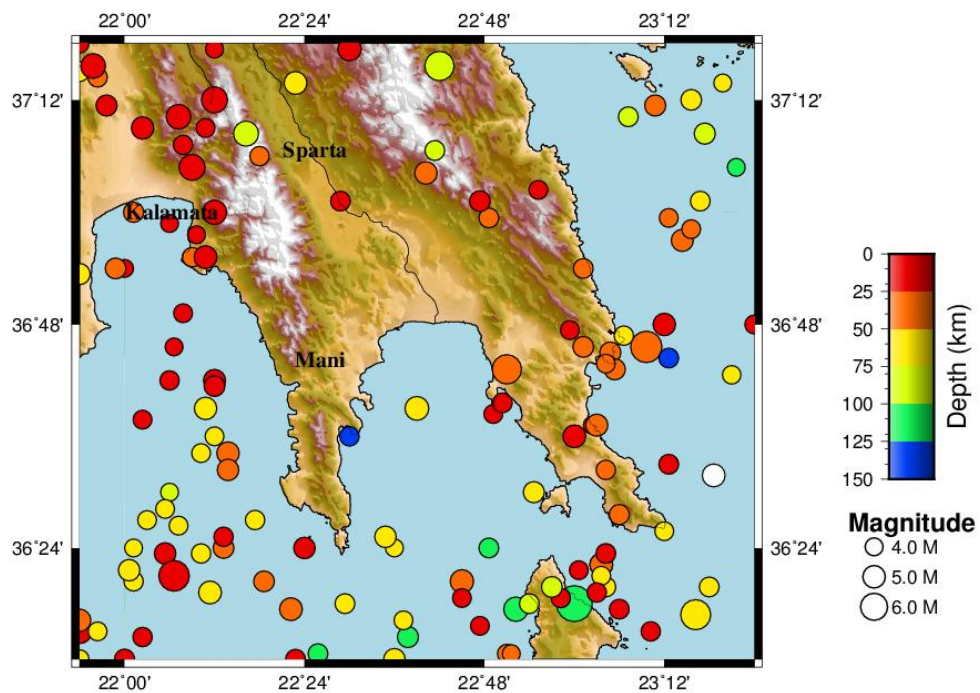 22°00' 22°24' 22°48' 23°12'
37°12' 37°12'
Sparta
Kalamata
36°48' 36°48'
Mani
36°24' 36°24'
22°00' 22°24' 22°48' 23°12'
0
25
50
75
100
125
150
Depth (km)
Magnitude
4.0 M
5.0 M
6.0 M